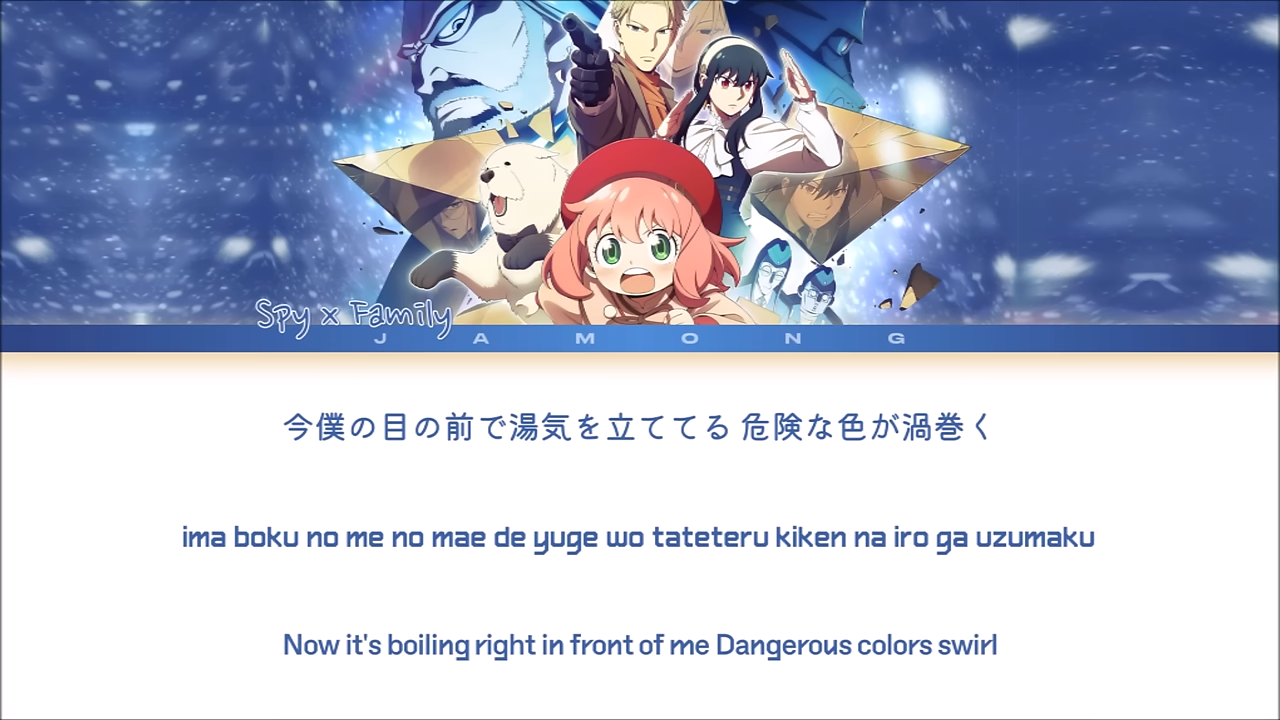 Spy x Family
JAMONG
今僕の目の前で湯気を立ててる 危険な色が渦巻く
ima boku no me no mae de yuge wo tateteru kiken na iro ga uzumaku
Now it's boiling right in front of me Dangerous colors swirl